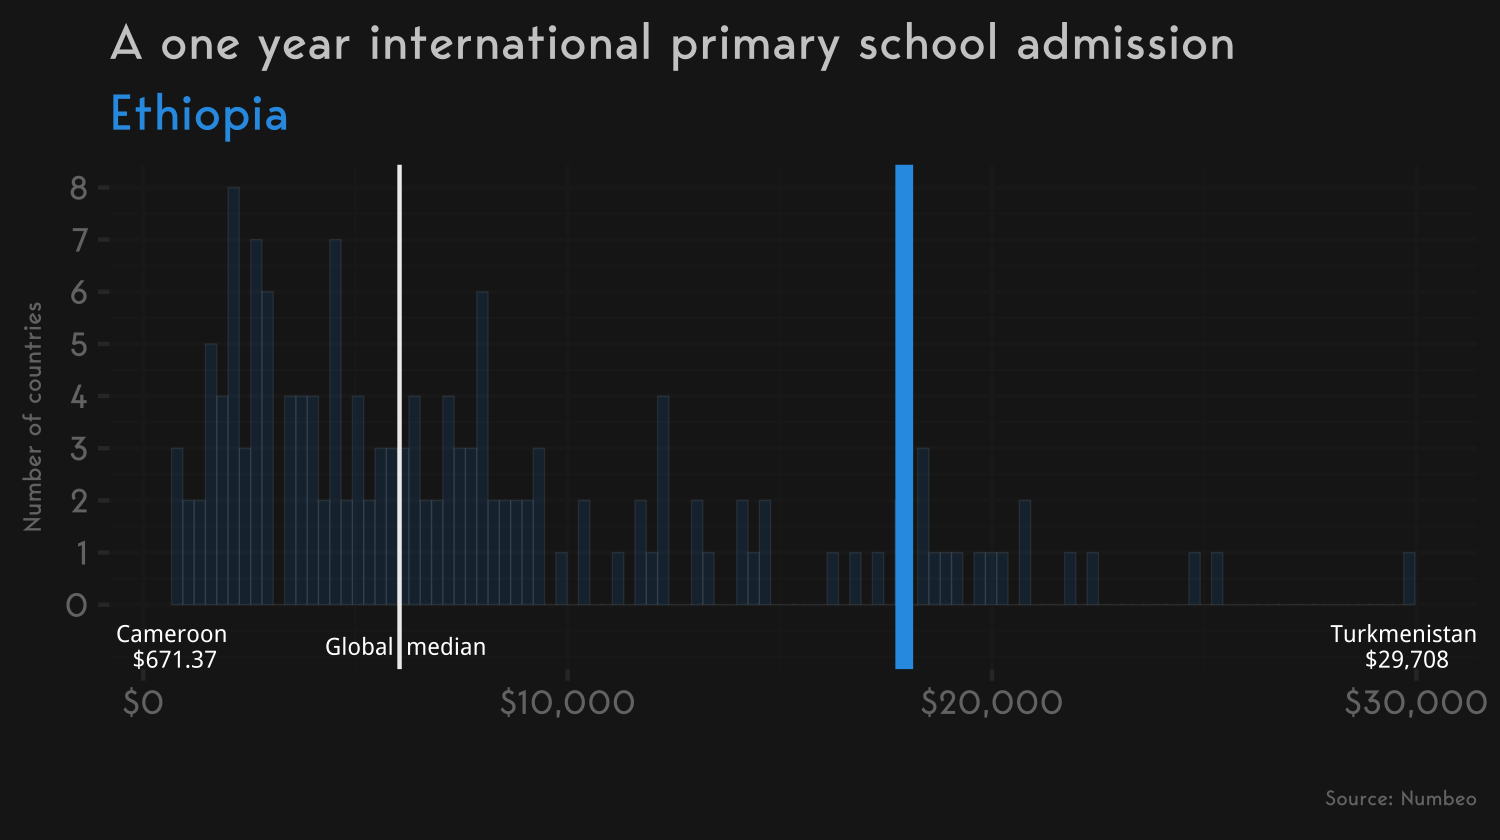 A one year international primary school admission
Ethiopia
Number of countries
8
7
6
5
4
3
2
1
0
Cameroon
$671.37
Global median
Turkmenistan
$29,708
$0
$10,000
$20,000
$30,000
Source: Numbeo